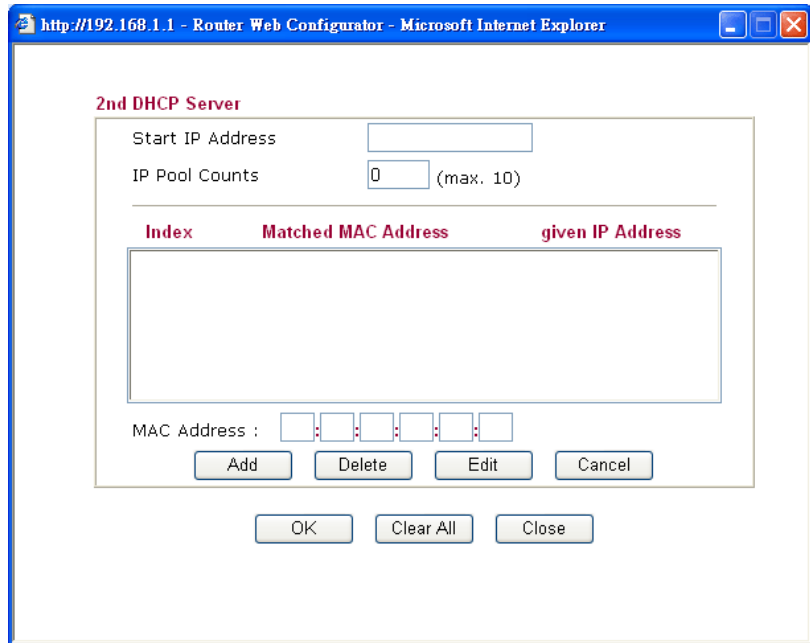 http://192.168.1.1 - Router Web Configurator - Microsoft Internet Explorer
2nd DHCP Server
Start IP Address
IP Pool Counts 0 (max. 10)
Index Matched MAC Address given IP Address
MAC Address : : : : : :
Add Delete Edit Cancel
OK Clear All Close